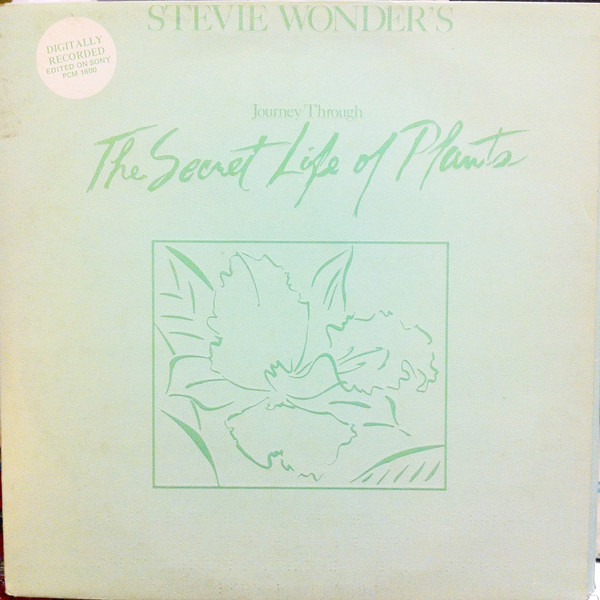 STEVIE WONDER'S
DIGITALLY
RECORDED
EDITED ON SONY
PCM 1600
Journey Through
The Secret Life of Plants